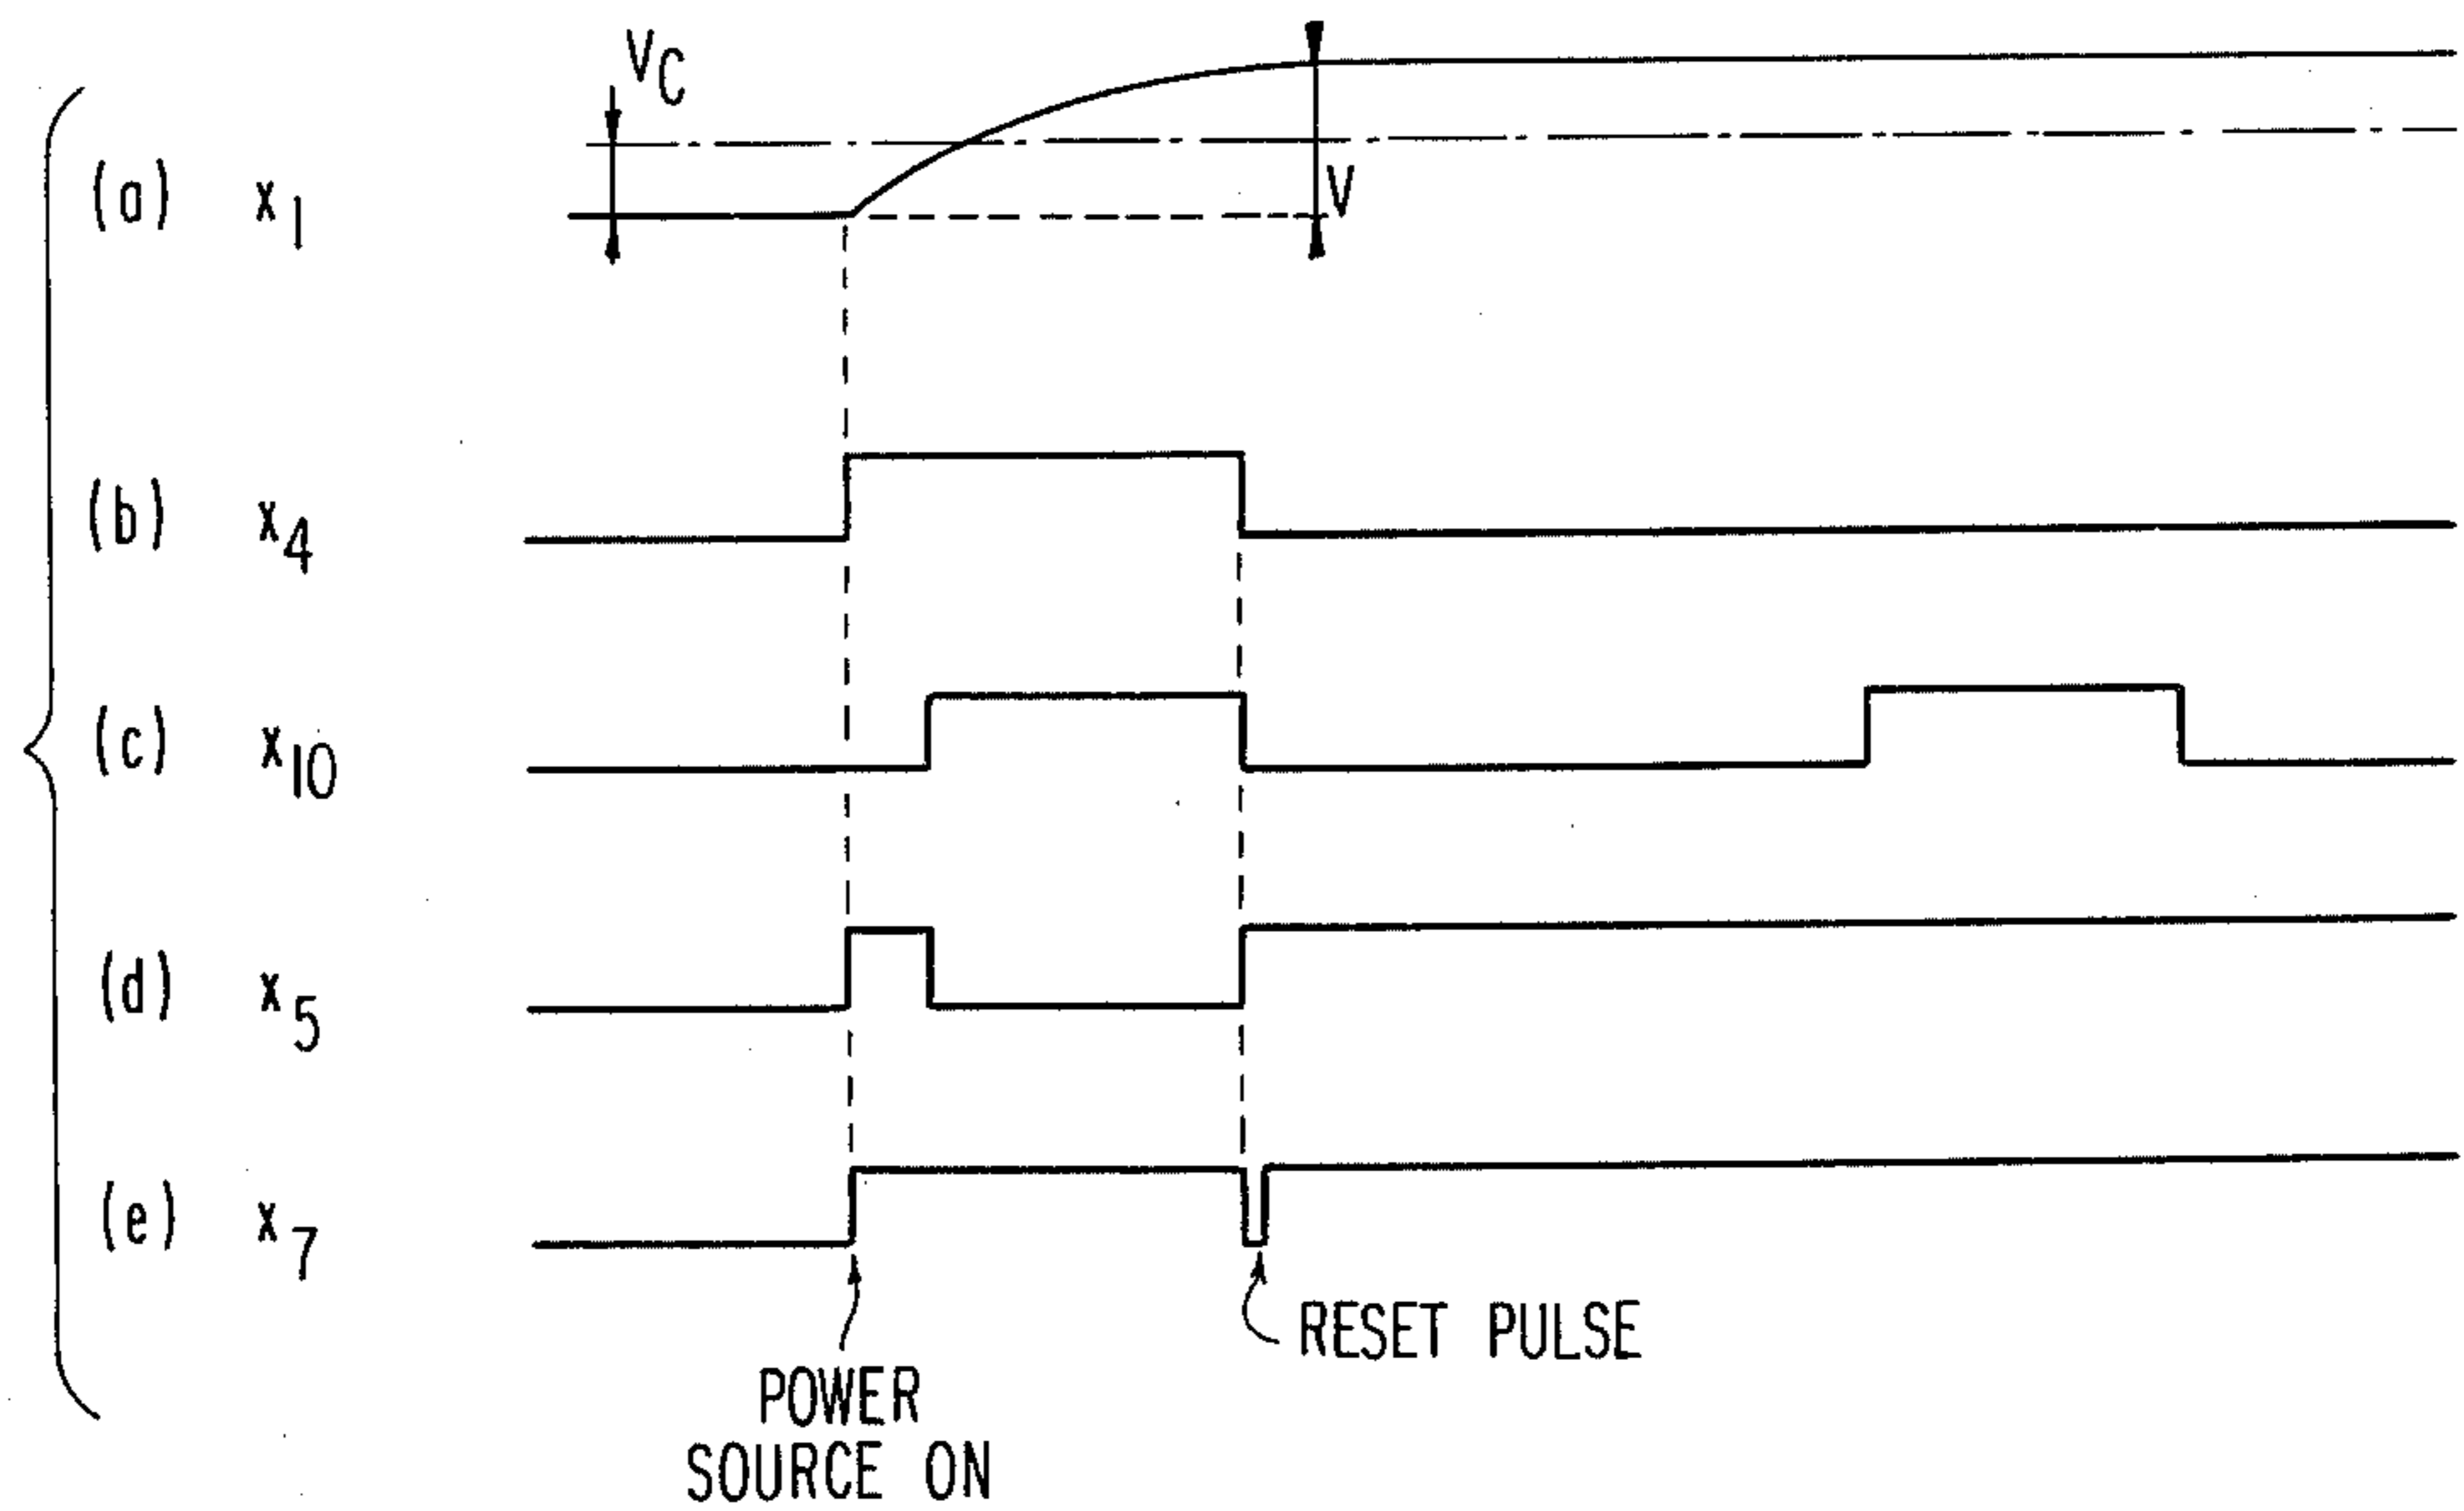 V_C
(a) x_1
V
(b) x_4
(c) x_10
(d) x_5
(e) x_7
RESET PULSE
POWER
SOURCE ON